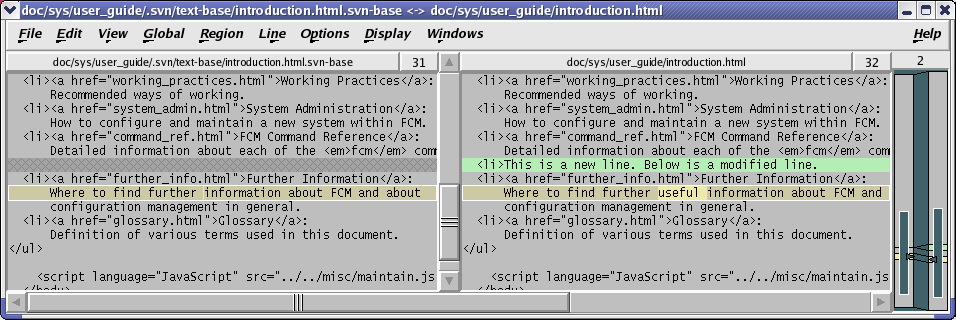 doc/sys/user_guide/.svn/text-base/introduction.html.svn-base <-> doc/sys/user_guide/introduction.html
File Edit View Global Region Line Options Display Windows Help
doc/sys/user_guide/.svn/text-base/introduction.html.svn-base 31
<li><a href="working_practices.html">Working Practices</a>:
Recommended ways of working.
<li><a href="system_admin.html">System Administration</a>:
How to configure and maintain a new system within FCM.
<li><a href="command_ref.html">FCM Command Reference</a>:
Detailed information about each of the <em>fcm</em> com
<li><a href="further_info.html">Further Information</a>:
Where to find further information about FCM and about
configuration management in general.
<li><a href="glossary.html">Glossary</a>:
Definition of various terms used in this document.
</ul>
<script language="JavaScript" src="../../misc/maintain.js
</body>
doc/sys/user_guide/introduction.html 32
<li><a href="working_practices.html">Working Practices</a>:
Recommended ways of working.
<li><a href="system_admin.html">System Administration</a>:
How to configure and maintain a new system within FCM.
<li><a href="command_ref.html">FCM Command Reference</a>:
Detailed information about each of the <em>fcm</em> com
<li>This is a new line. Below is a modified line.
<li><a href="further_info.html">Further Information</a>:
Where to find further useful information about FCM and
configuration management in general.
<li><a href="glossary.html">Glossary</a>:
Definition of various terms used in this document.
</ul>
<script language="JavaScript" src="../../misc/maintain.js
</body>
2